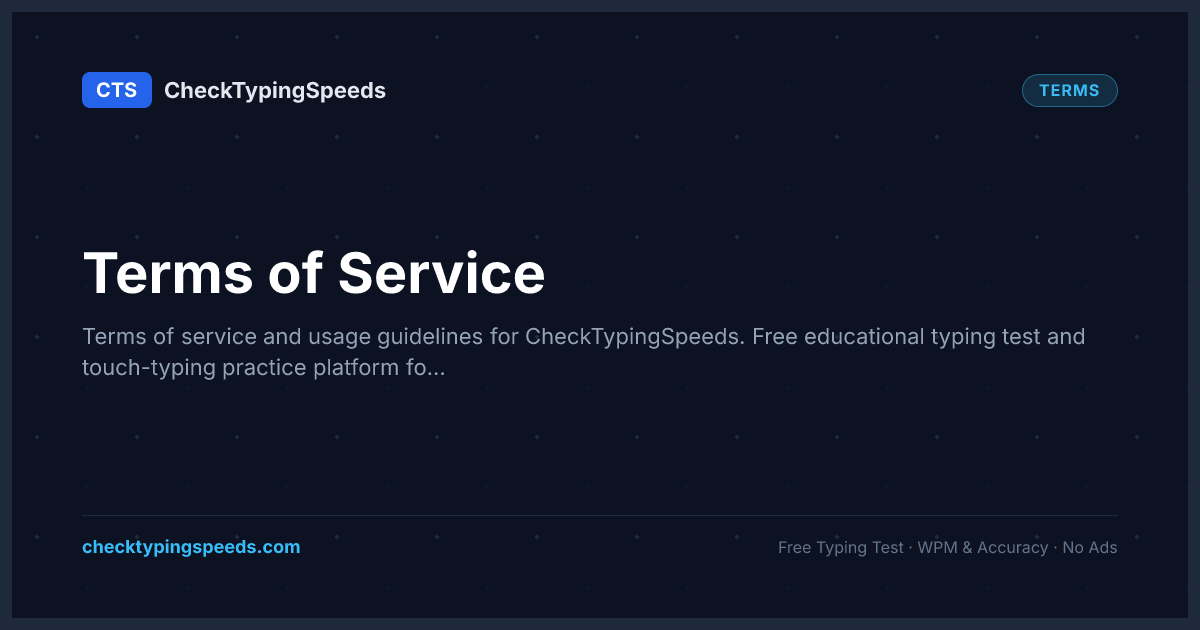 CTS CheckTypingSpeeds
TERMS
Terms of Service
Terms of service and usage guidelines for CheckTypingSpeeds. Free educational typing test and
touch-typing practice platform fo...
checktypingspeeds.com
Free Typing Test · WPM & Accuracy · No Ads